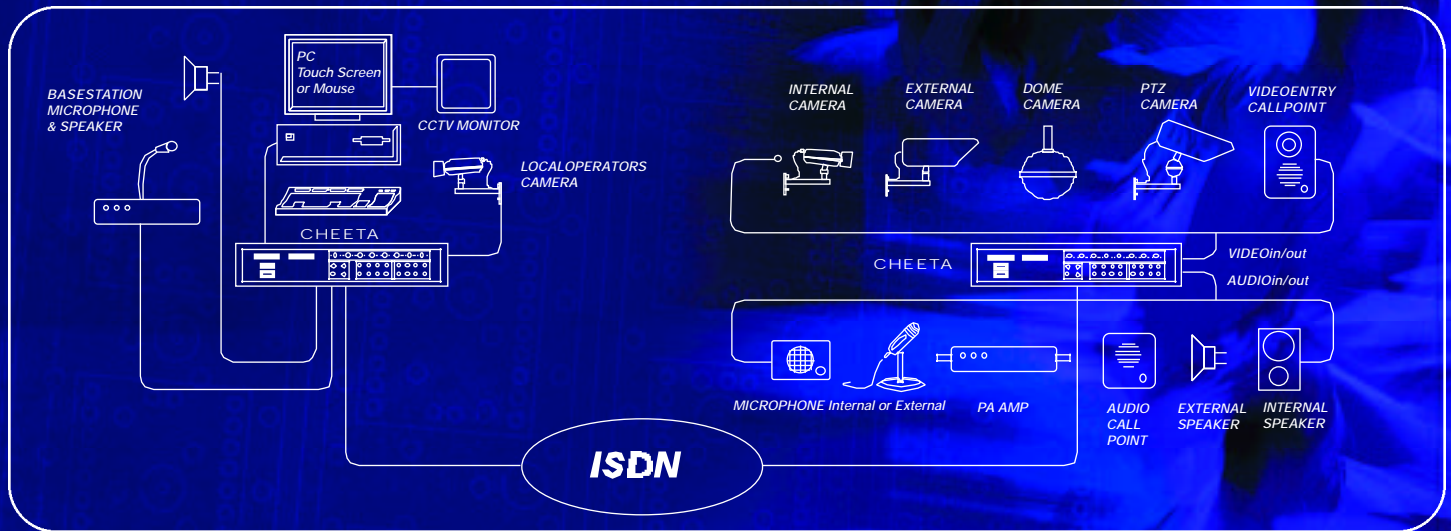 BASESTATION
MICROPHONE
& SPEAKER
PC
Touch Screen
or Mouse
CCTV MONITOR
LOCALOPERATORS
CAMERA
CHEETA
INTERNAL
CAMERA
EXTERNAL
CAMERA
DOME
CAMERA
PTZ
CAMERA
VIDEOENTRY
CALLPOINT
CHEETA
VIDEOin/out
AUDIOin/out
MICROPHONE Internal or External
PA AMP
AUDIO
CALL
POINT
EXTERNAL
SPEAKER
INTERNAL
SPEAKER
ISDN